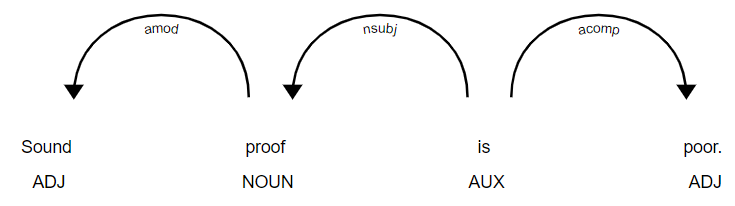 amod nsubj acomp
Sound proof is poor.
ADJ NOUN AUX ADJ